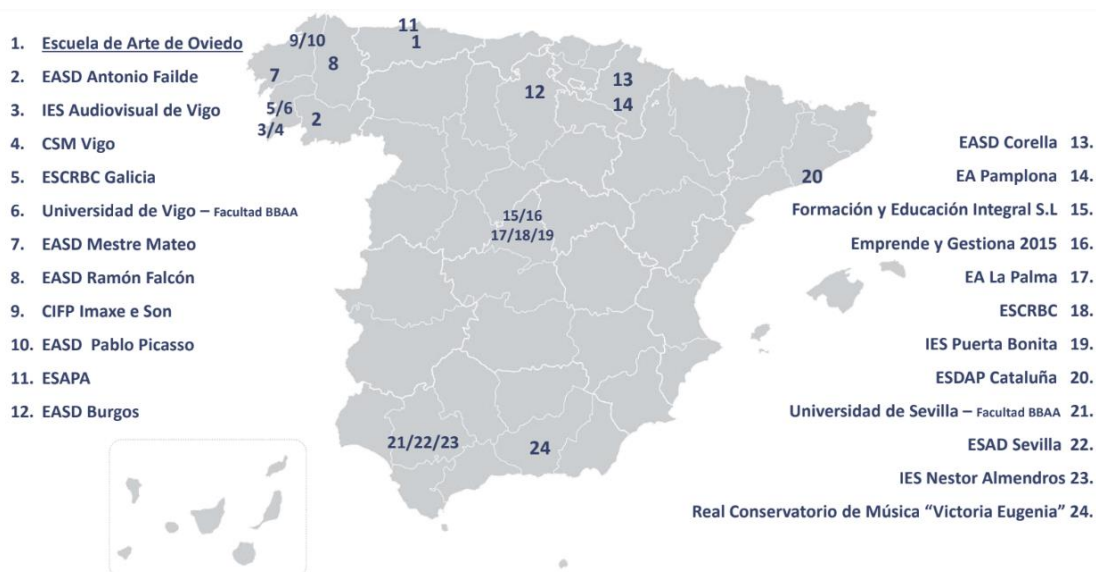 1. Escuela de Arte de Oviedo
2. EASD Antonio Failde
3. IES Audiovisual de Vigo
4. CSM Vigo
5. ESCRBC Galicia
6. Universidad de Vigo – Facultad BBAA
7. EASD Mestre Mateo
8. EASD Ramón Falcón
9. CIFP Imaxe e Son
10. EASD Pablo Picasso
11. ESAPA
12. EASD Burgos
11
1
9/10
8
7
5/6
3/4
2
12
13
14
20
15/16
17/18/19
21/22/23
24
EASD Corella 13.
EA Pamplona 14.
Formación y Educación Integral S.L 15.
Emprende y Gestiona 2015 16.
EA La Palma 17.
ESCRBC 18.
IES Puerta Bonita 19.
ESDAP Cataluña 20.
Universidad de Sevilla – Facultad BBAA 21.
ESAD Sevilla 22.
IES Nestor Almendros 23.
Real Conservatorio de Música “Victoria Eugenia” 24.